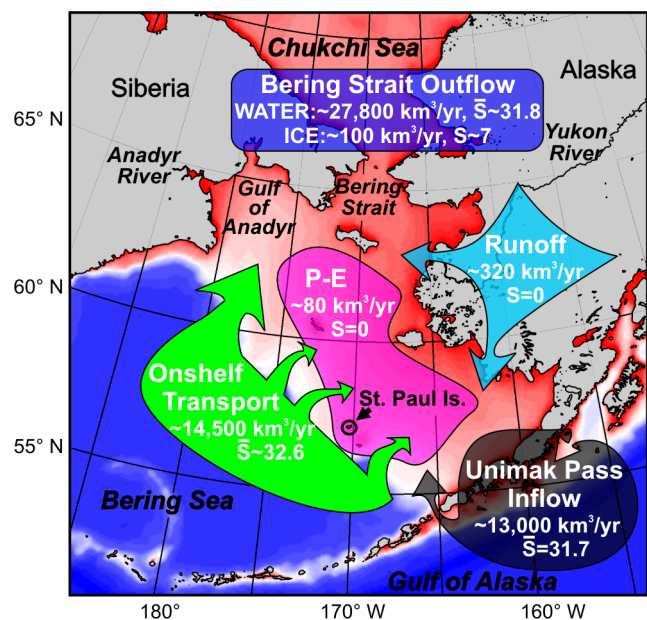 Chukchi Sea
Siberia
Alaska
Bering Strait Outflow
WATER:~27,800 km³/yr, S̅~31.8
ICE:~100 km³/yr, S~7
65° N
Yukon
River
Anadyr
River
Gulf
of
Anadyr
Bering
Strait
Runoff
~320 km³/yr
S=0
60° N
P-E
~80 km³/yr
S=0
Onshelf
Transport
~14,500 km³/yr
S̅~32.6
St. Paul Is.
55° N
Bering Sea
Unimak Pass
Inflow
~13,000 km³/yr
S̅=31.7
Gulf of Alaska
180°
170° W
160° W